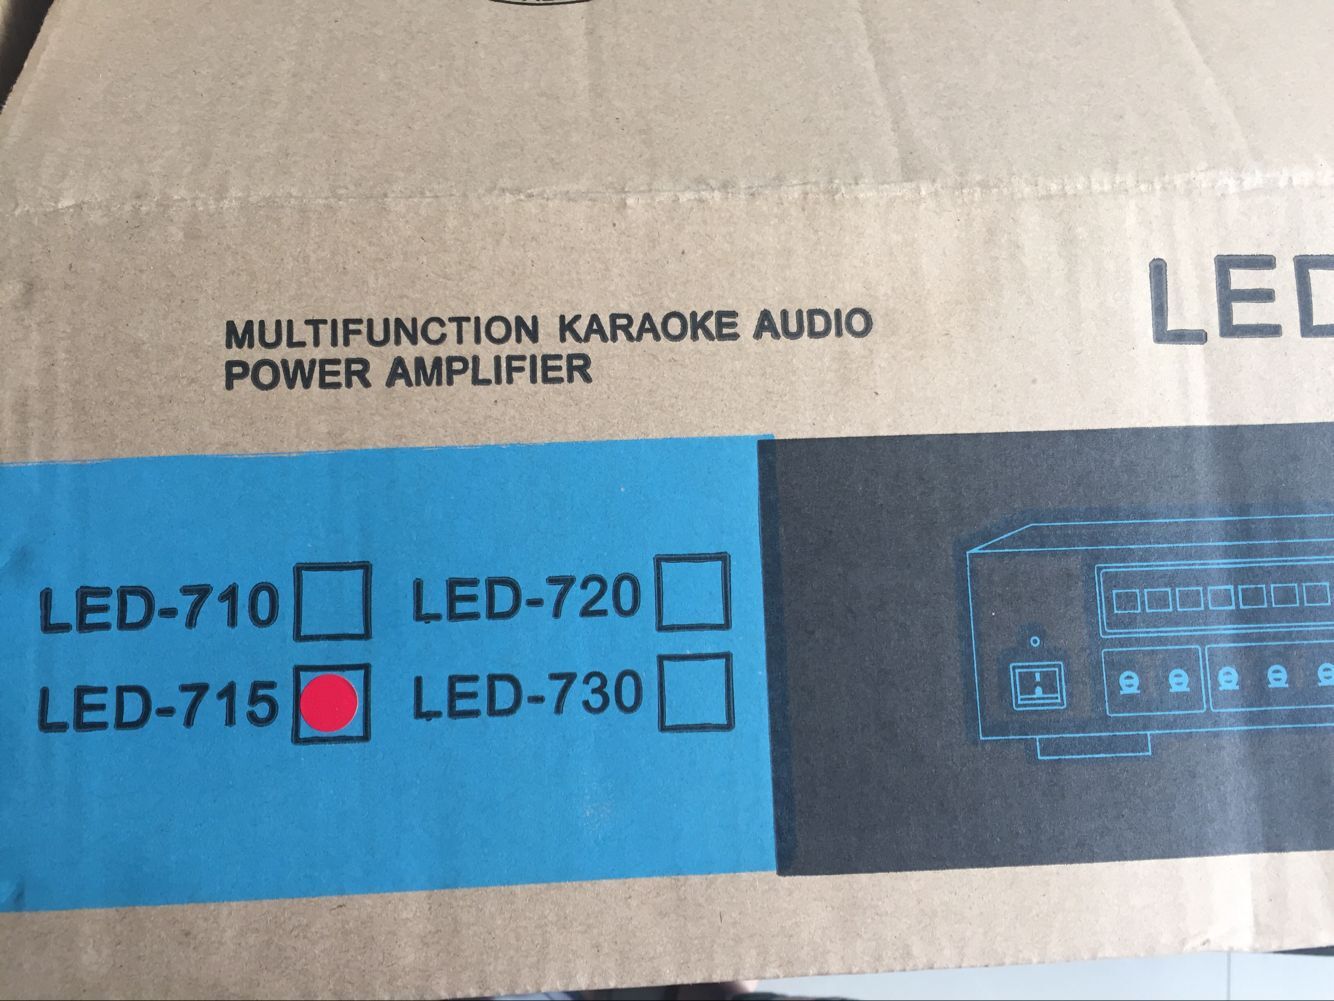 MULTIFUNCTION KARAOKE AUDIO
POWER AMPLIFIER
LED
LED-710
LED-720
LED-715
LED-730